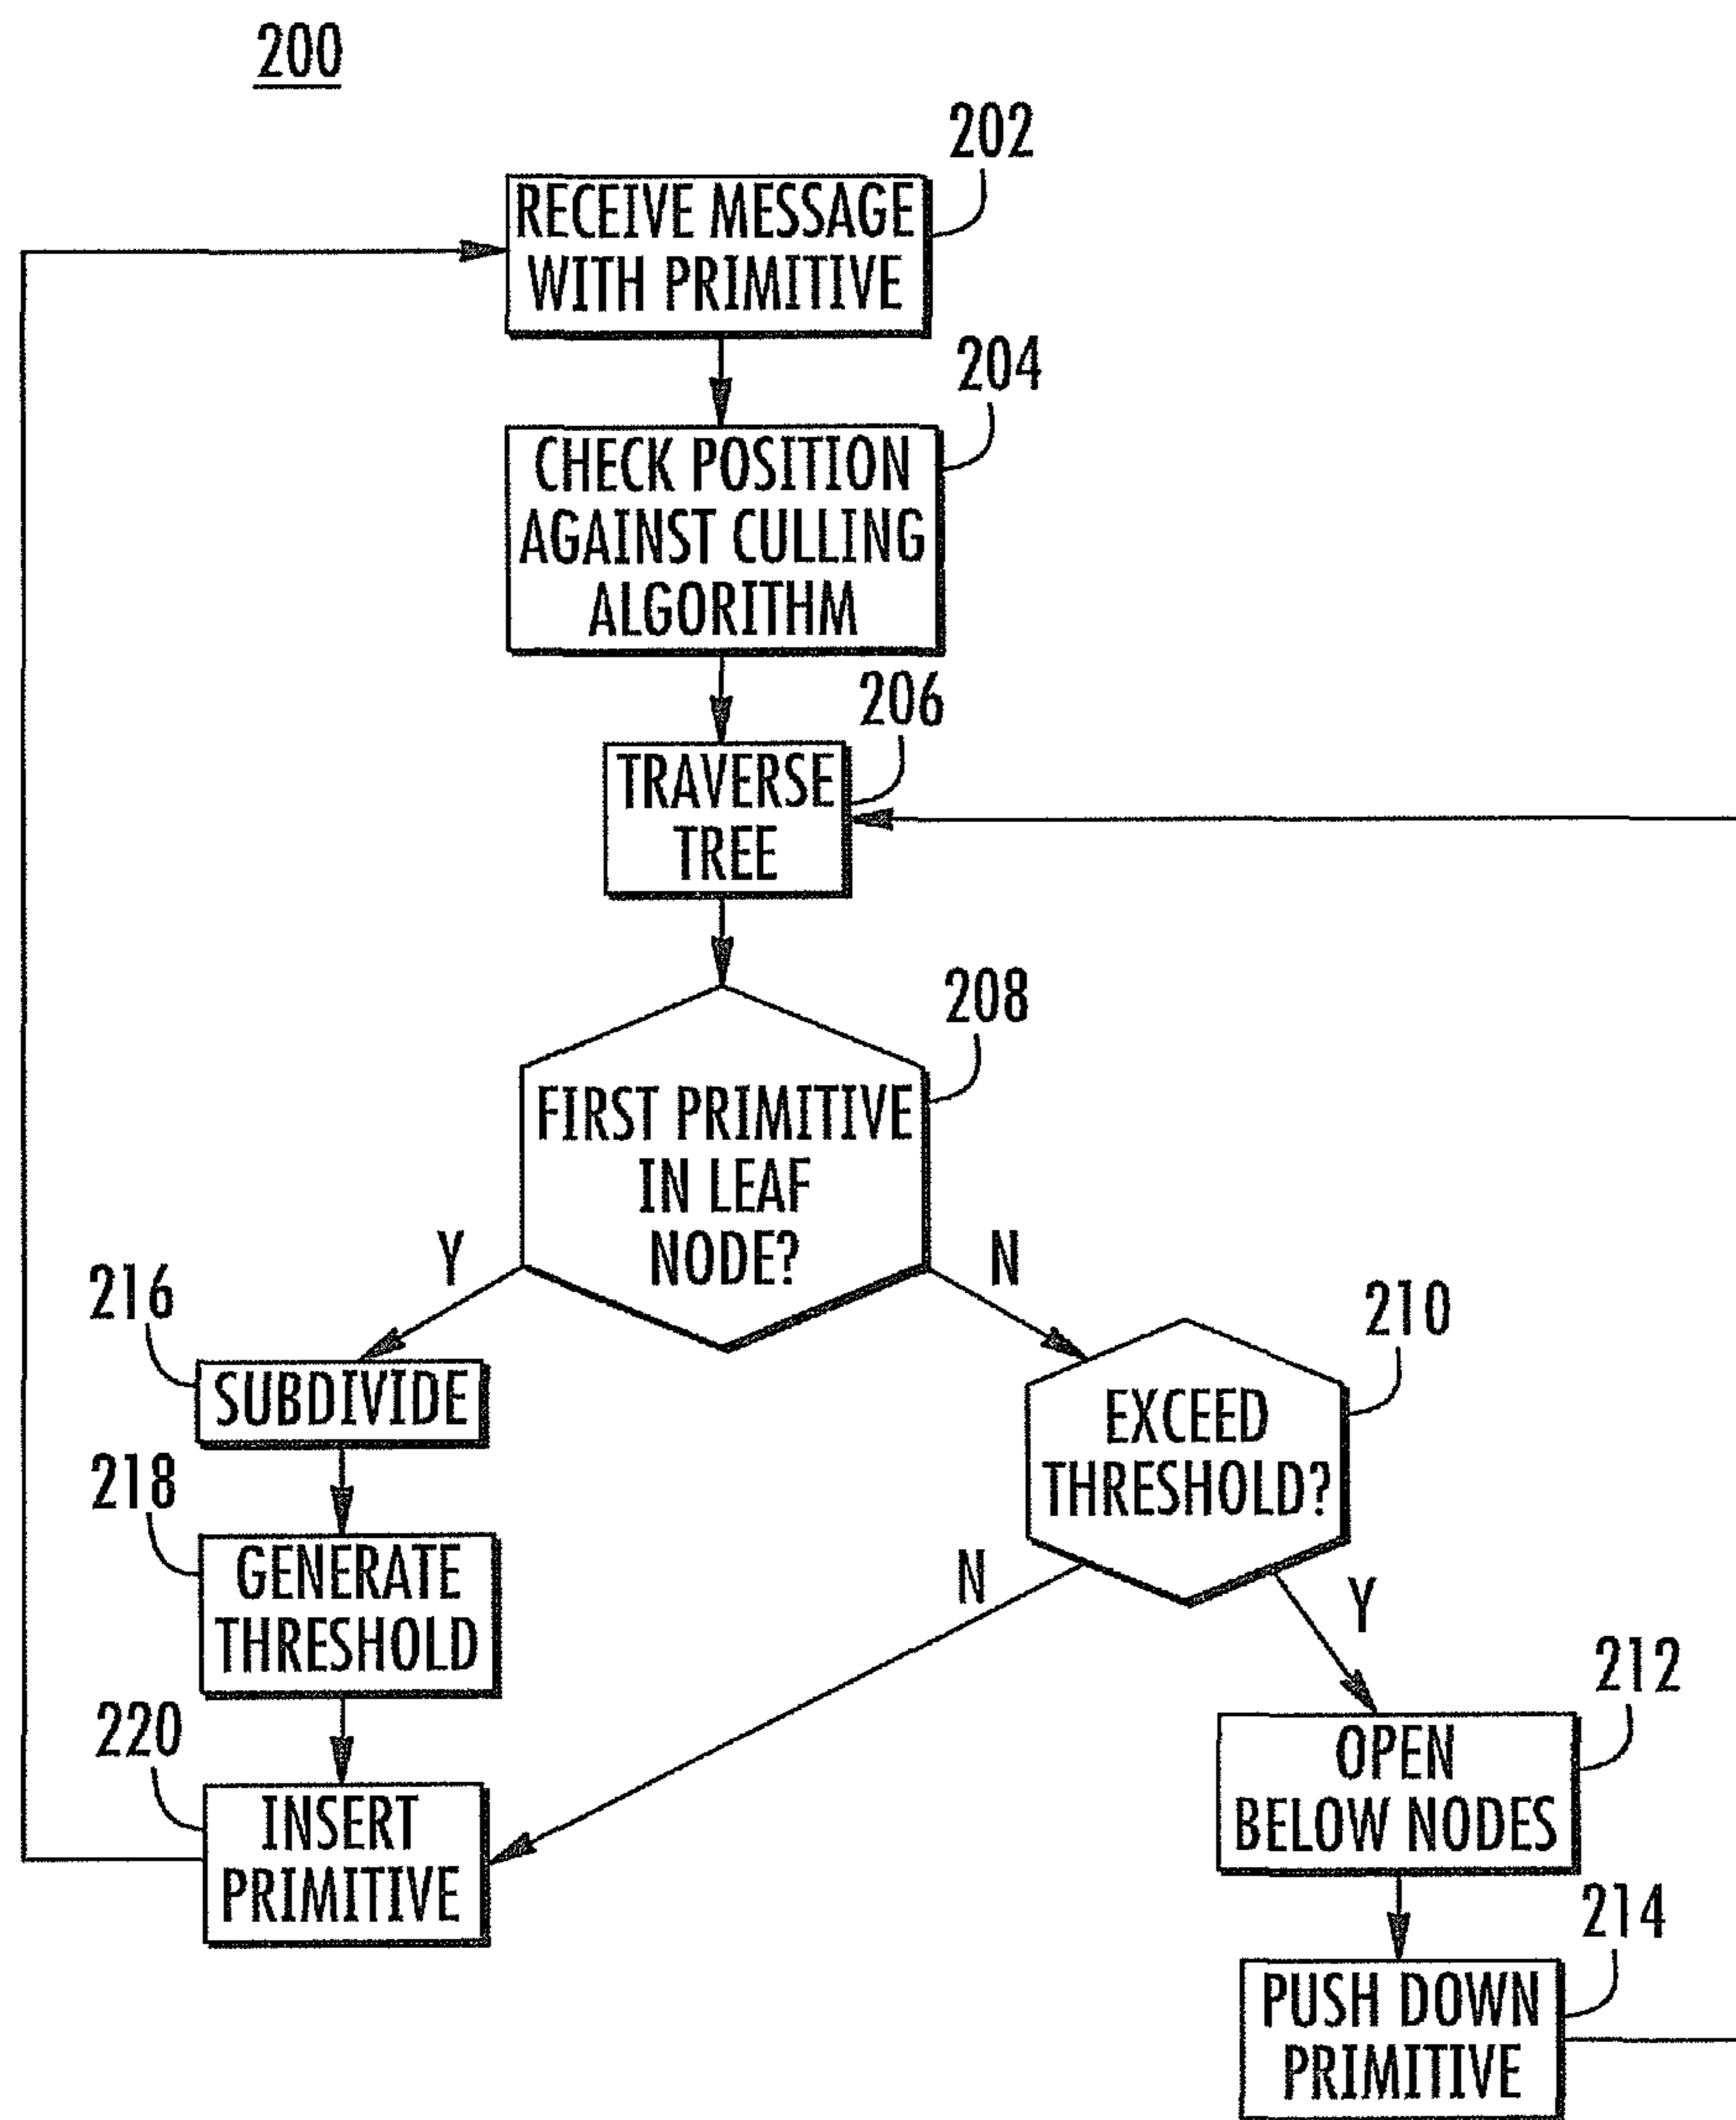 200
202
RECEIVE MESSAGE
WITH PRIMITIVE
204
CHECK POSITION
AGAINST CULLING
ALGORITHM
206
TRAVERSE
TREE
208
FIRST PRIMITIVE
IN LEAF
NODE?
Y
N
216
SUBDIVIDE
210
EXCEED
THRESHOLD?
218
GENERATE
THRESHOLD
N
Y
220
INSERT
PRIMITIVE
212
OPEN
BELOW NODES
214
PUSH DOWN
PRIMITIVE